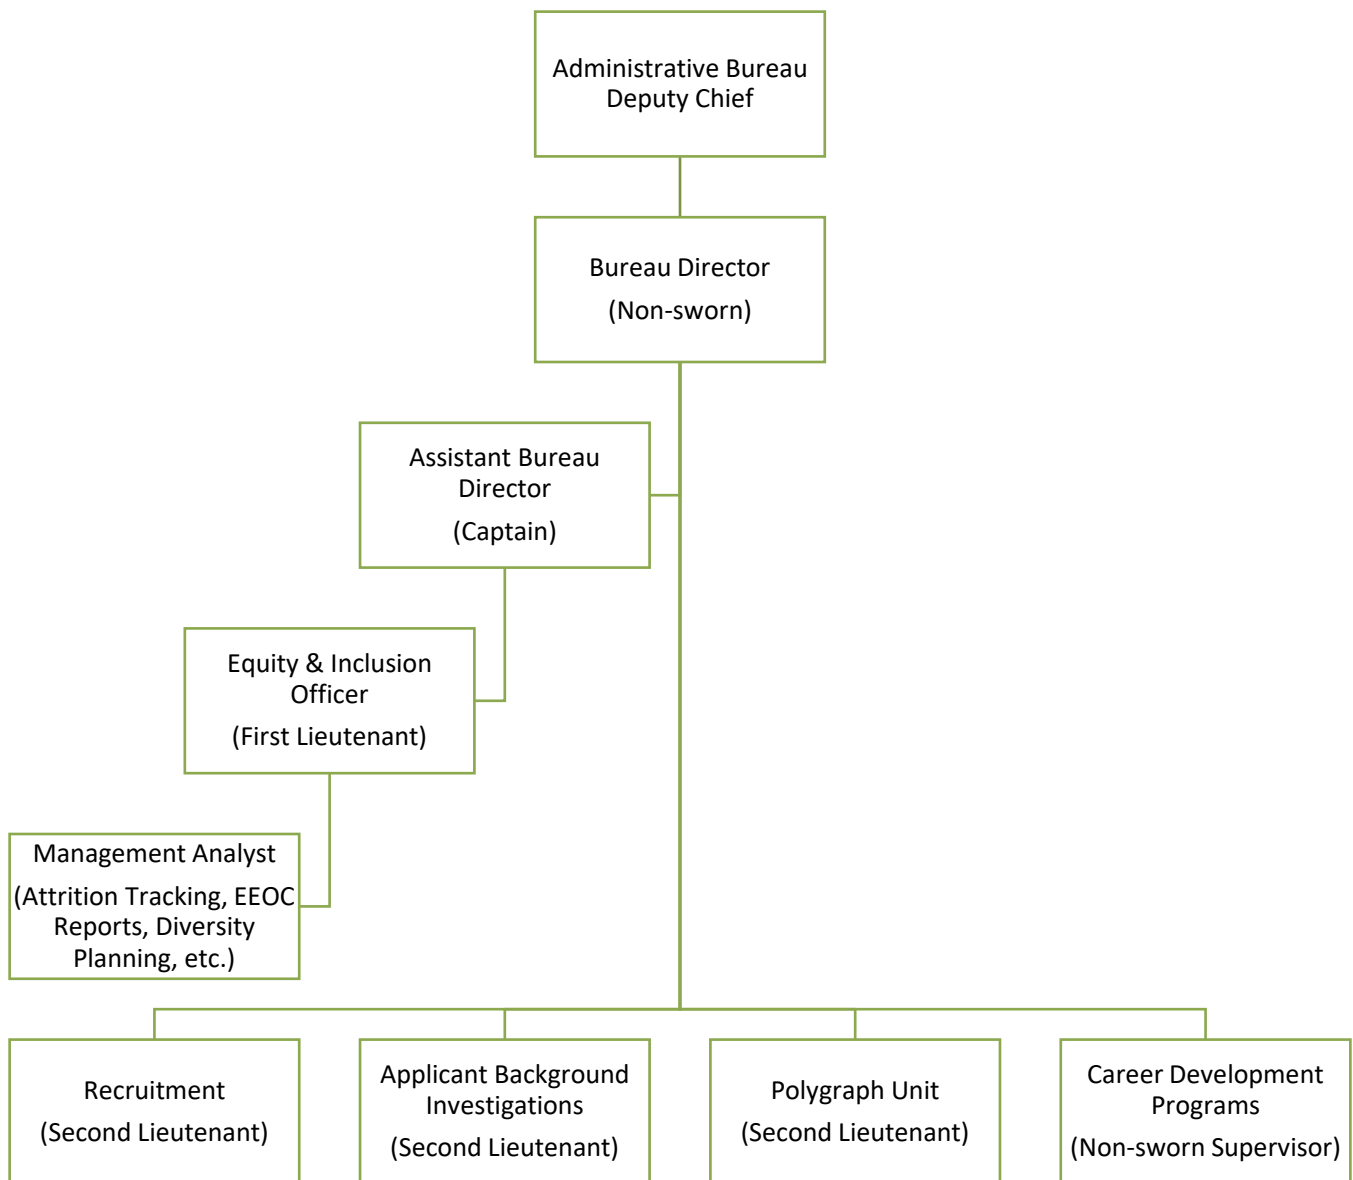 Administrative Bureau
Deputy Chief
Bureau Director
(Non-sworn)
Assistant Bureau
Director
(Captain)
Equity & Inclusion
Officer
(First Lieutenant)
Management Analyst
(Attrition Tracking, EEOC
Reports, Diversity
Planning, etc.)
Recruitment
(Second Lieutenant)
Applicant Background
Investigations
(Second Lieutenant)
Polygraph Unit
(Second Lieutenant)
Career Development
Programs
(Non-sworn Supervisor)